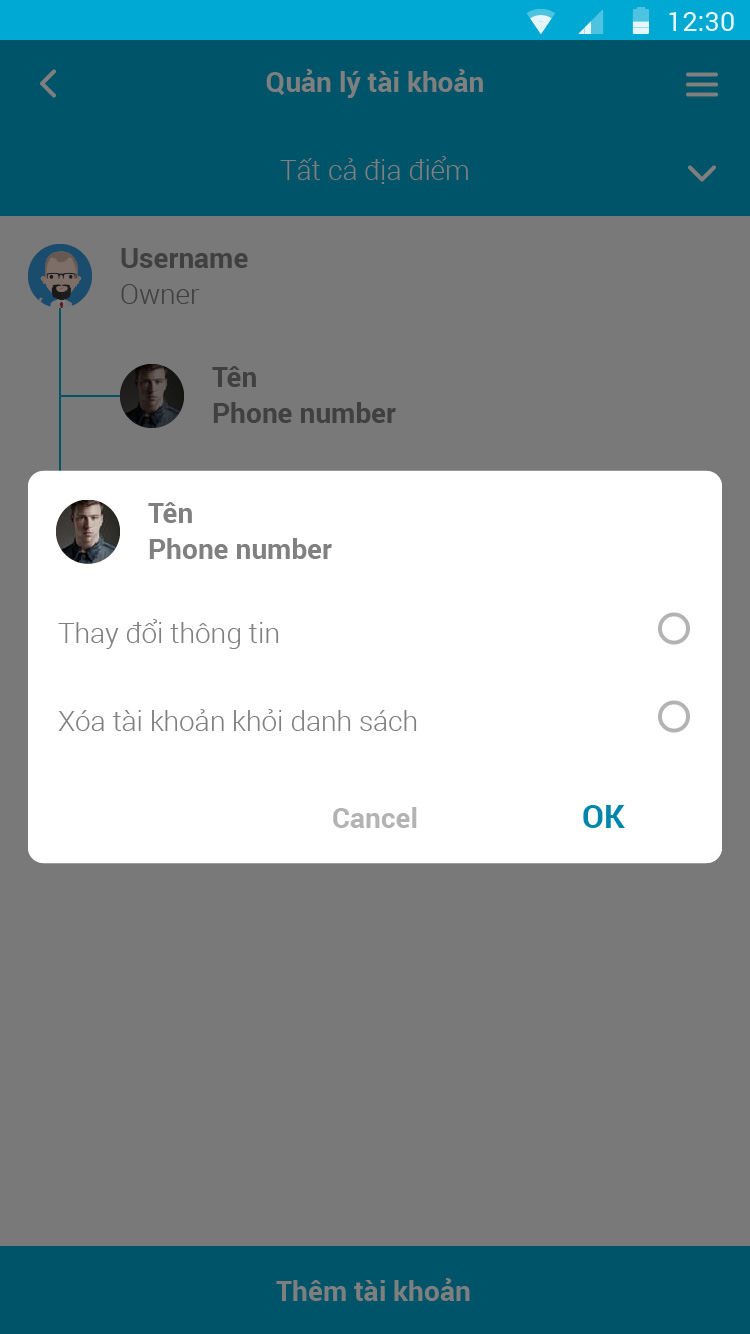 12:30
Quản lý tài khoản
Tất cả địa điểm
Username
Owner
Tên
Phone number
Tên
Phone number
Thay đổi thông tin
Xóa tài khoản khỏi danh sách
Cancel OK
Thêm tài khoản